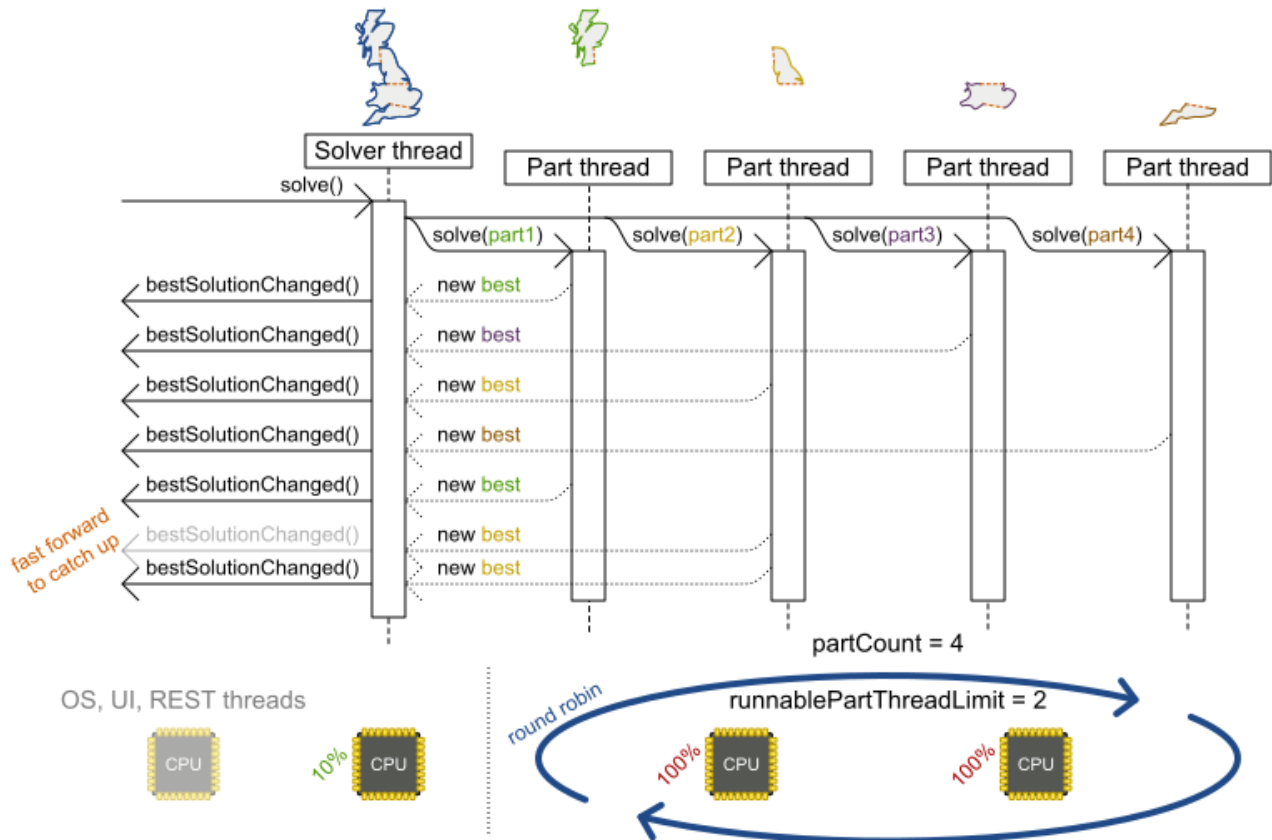 Solver thread
Part thread
Part thread
Part thread
Part thread
solve()
solve(part1)
solve(part2)
solve(part3)
solve(part4)
bestSolutionChanged()
new best
bestSolutionChanged()
new best
bestSolutionChanged()
new best
bestSolutionChanged()
new best
bestSolutionChanged()
new best
bestSolutionChanged()
new best
fast forward
to catch up
bestSolutionChanged()
new best
partCount = 4
OS, UI, REST threads
round robin
runnablePartThreadLimit = 2
CPU
10%
CPU
100%
CPU
100%
CPU